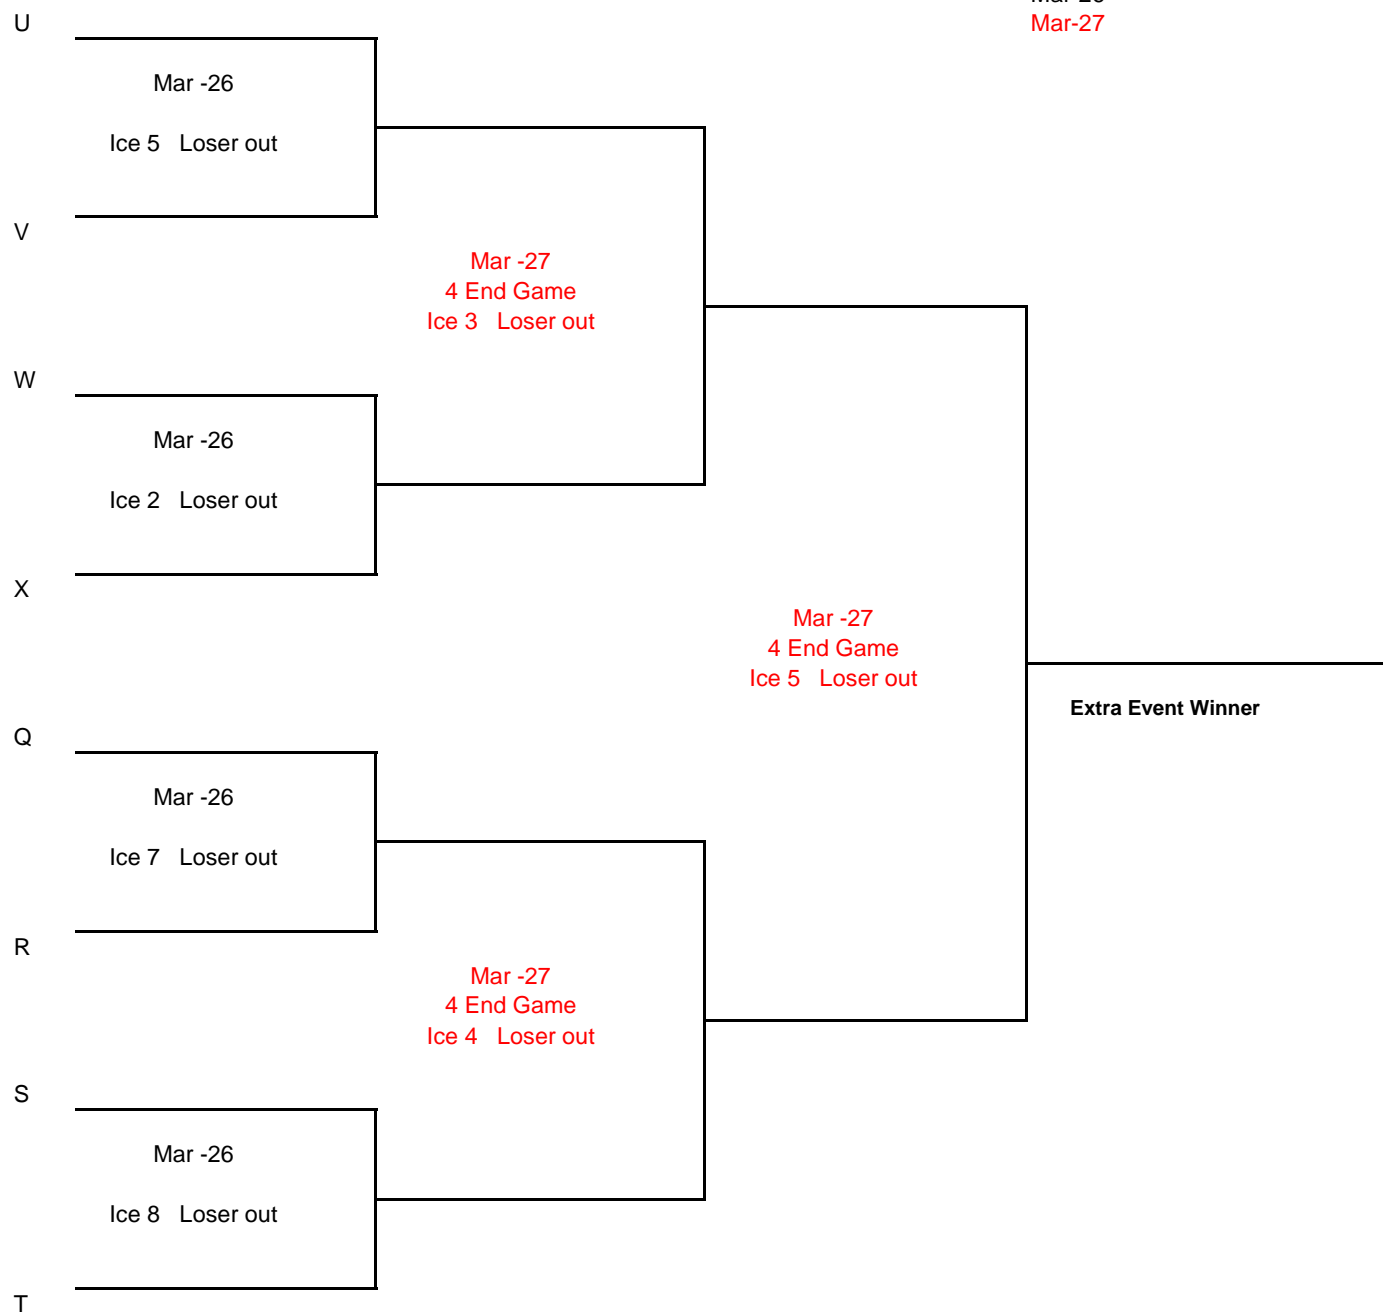 U
Mar-27
Mar -26
Ice 5   Loser out
V
Mar -27
4 End Game
Ice 3   Loser out
W
Mar -26
Ice 2   Loser out
X
Mar -27
4 End Game
Ice 5   Loser out
Extra Event Winner
Q
Mar -26
Ice 7   Loser out
R
Mar -27
4 End Game
Ice 4   Loser out
S
Mar -26
Ice 8   Loser out
T